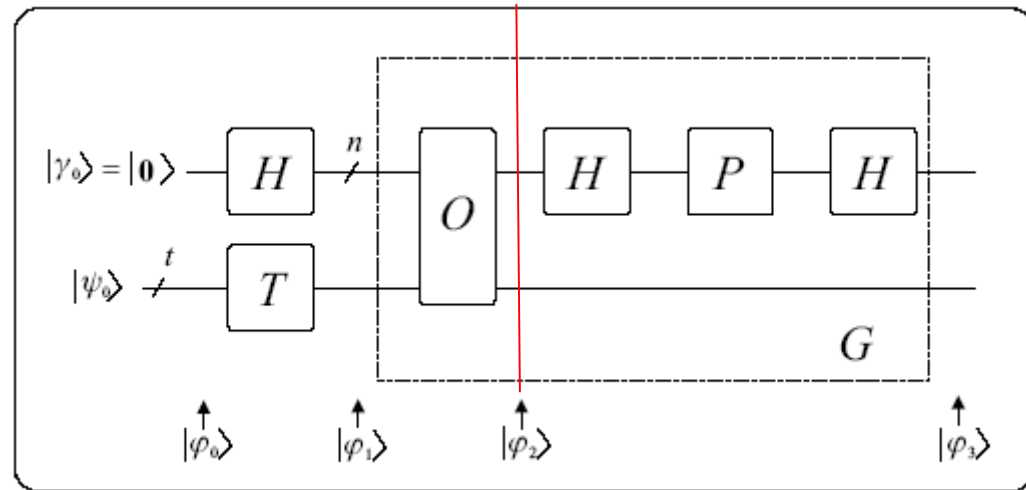 n
|γ₀⟩ = |0⟩ H O H P H
t
|ψ₀⟩ T
G
|φ₀⟩ |φ₁⟩ |φ₂⟩ |φ₃⟩